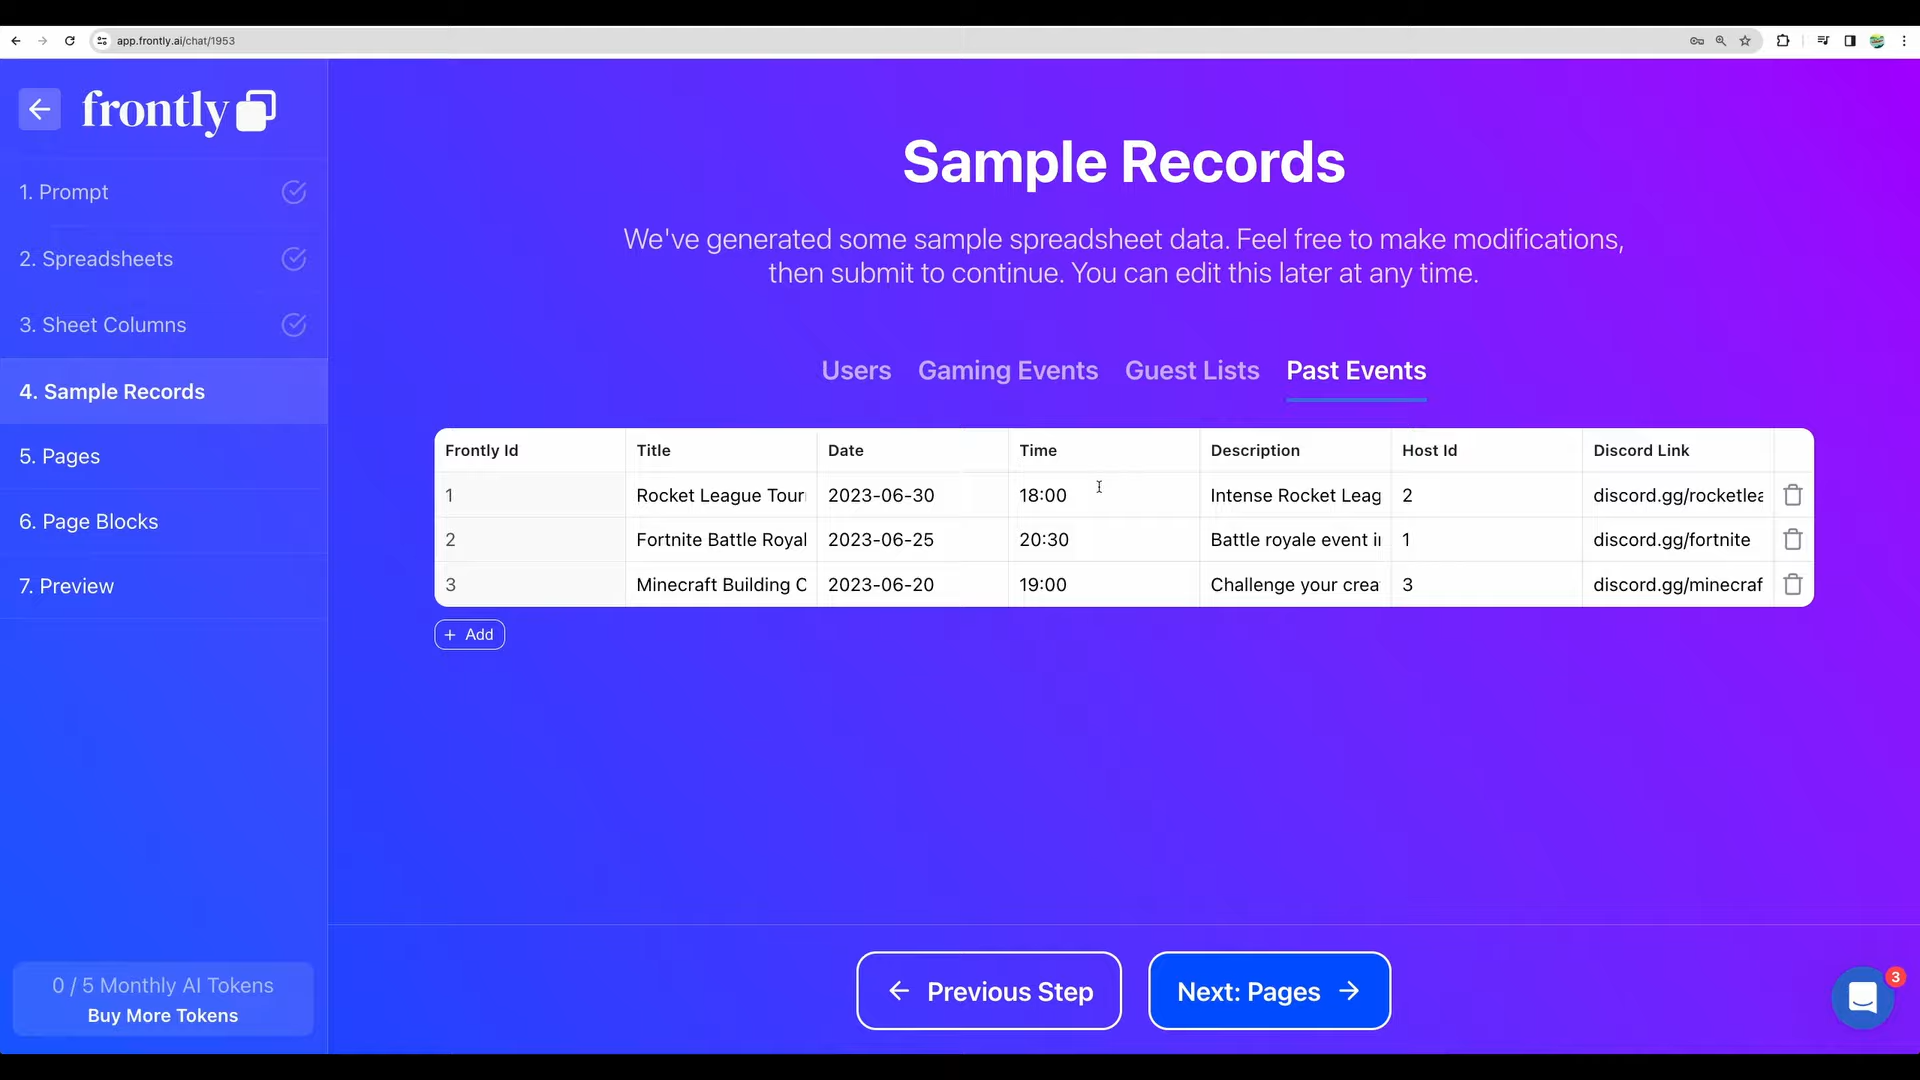 app.frontly.ai/chat/1953
frontly
1. Prompt
2. Spreadsheets
3. Sheet Columns
4. Sample Records
5. Pages
6. Page Blocks
7. Preview
0 / 5 Monthly AI Tokens
Buy More Tokens
Sample Records
We've generated some sample spreadsheet data. Feel free to make modifications,
then submit to continue. You can edit this later at any time.
Users Gaming Events Guest Lists Past Events
Frontly Id Title Date Time Description Host Id Discord Link
1 Rocket League Tour 2023-06-30 18:00 Intense Rocket Leag 2 discord.gg/rocketlea
2 Fortnite Battle Royal 2023-06-25 20:30 Battle royale event i 1 discord.gg/fortnite
3 Minecraft Building C 2023-06-20 19:00 Challenge your crea 3 discord.gg/minecraf
+ Add
← Previous Step
Next: Pages →
3